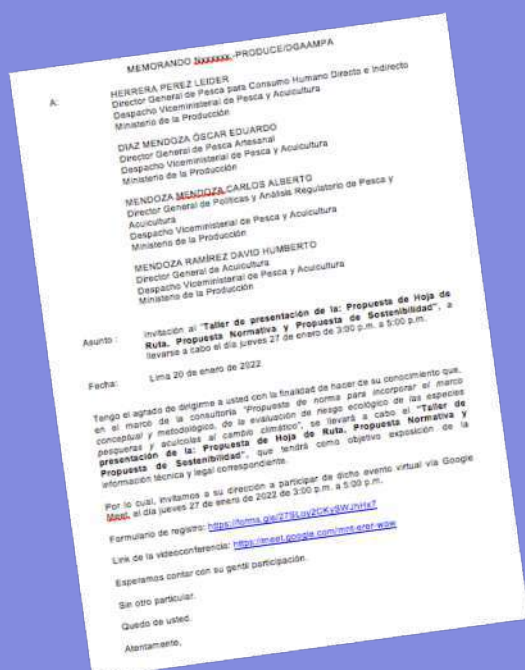 MEMORANDO Nxxxxxx-PRODUCE/DGAAMPA
A:
HERRERA PEREZ LEIDER
Director General de Pesca para Consumo Humano Directo e Indirecto
Despacho Viceministerial de Pesca y Acuicultura
Ministerio de la Producción
DIAZ MENDOZA ÓSCAR EDUARDO
Director General de Pesca Artesanal
Despacho Viceministerial de Pesca y Acuicultura
Ministerio de la Producción
MENDOZA MENDOZA CARLOS ALBERTO
Director General de Políticas y Análisis Regulatorio de Pesca y
Acuicultura
Despacho Viceministerial de Pesca y Acuicultura
Ministerio de la Producción
MENDOZA RAMÍREZ DAVID HUMBERTO
Director General de Acuicultura
Despacho Viceministerial de Pesca y Acuicultura
Ministerio de la Producción
Asunto : Invitación al "Taller de presentación de la: Propuesta de Hoja de
Ruta, Propuesta Normativa y Propuesta de Sostenibilidad", a
llevarse a cabo el día jueves 27 de enero de 3:00 p.m. a 5:00 p.m.
Fecha: Lima 20 de enero de 2022
Tengo el agrado de dirigirme a usted con la finalidad de hacer de su conocimiento que,
en el marco de la consultoría "Propuesta de norma para incorporar el marco
conceptual y metodológico, de la evaluación de riesgo ecológico de las especies
pesqueras y acuícolas al cambio climático", se llevará a cabo el "Taller de
presentación de la: Propuesta de Hoja de Ruta, Propuesta Normativa y
Propuesta de Sostenibilidad", que tendrá como objetivo exposición de la
información técnica y legal correspondiente.
Por lo cual, invitamos a su dirección a participar de dicho evento virtual vía Google
Meet, el día jueves 27 de enero de 2022 de 3:00 p.m. a 5:00 p.m.
Formulario de registro:
Link de la videoconferencia: https://meet.google.com/mnt-erer-wow
Esperamos contar con su gentil participación.
Sin otro particular.
Quedo de usted.
Atentamente,